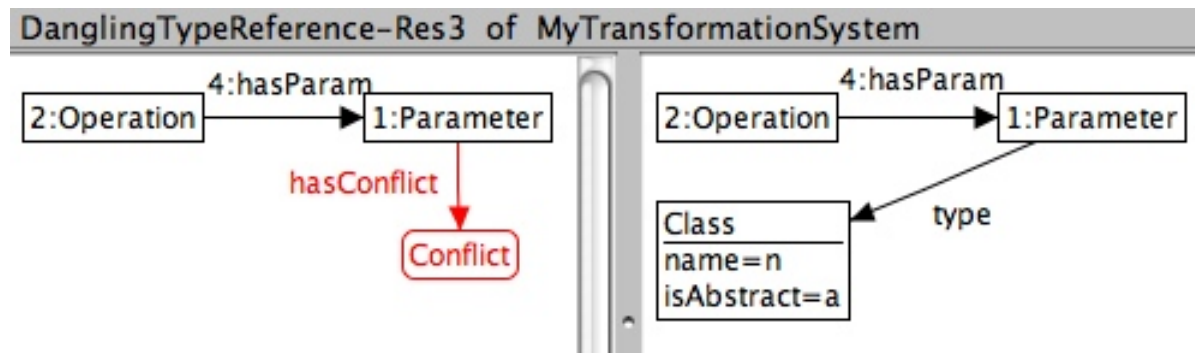 DanglingTypeReference-Res3 of MyTransformationSystem
4:hasParam
2:Operation
1:Parameter
hasConflict
Conflict
4:hasParam
2:Operation
1:Parameter
type
Class
name=n
isAbstract=a